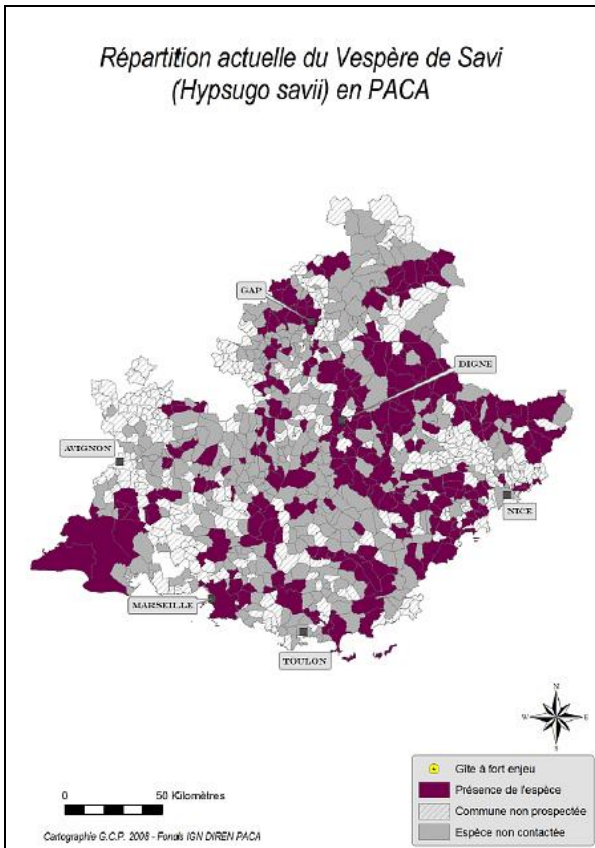 Répartition actuelle du Vespère de Savi
(Hypsugo savii) en PACA
GAP
DIGNE
AVIGNON
NICE
MARSEILLE
TOULON
N
W
E
S
0
50 Kilomètres
Gîte à fort enjeu
Présence de l'espèce
Commune non prospectée
Espèce non contactée
Cartographie G.C.P. 2008 - Fonds IGN DIREN PACA